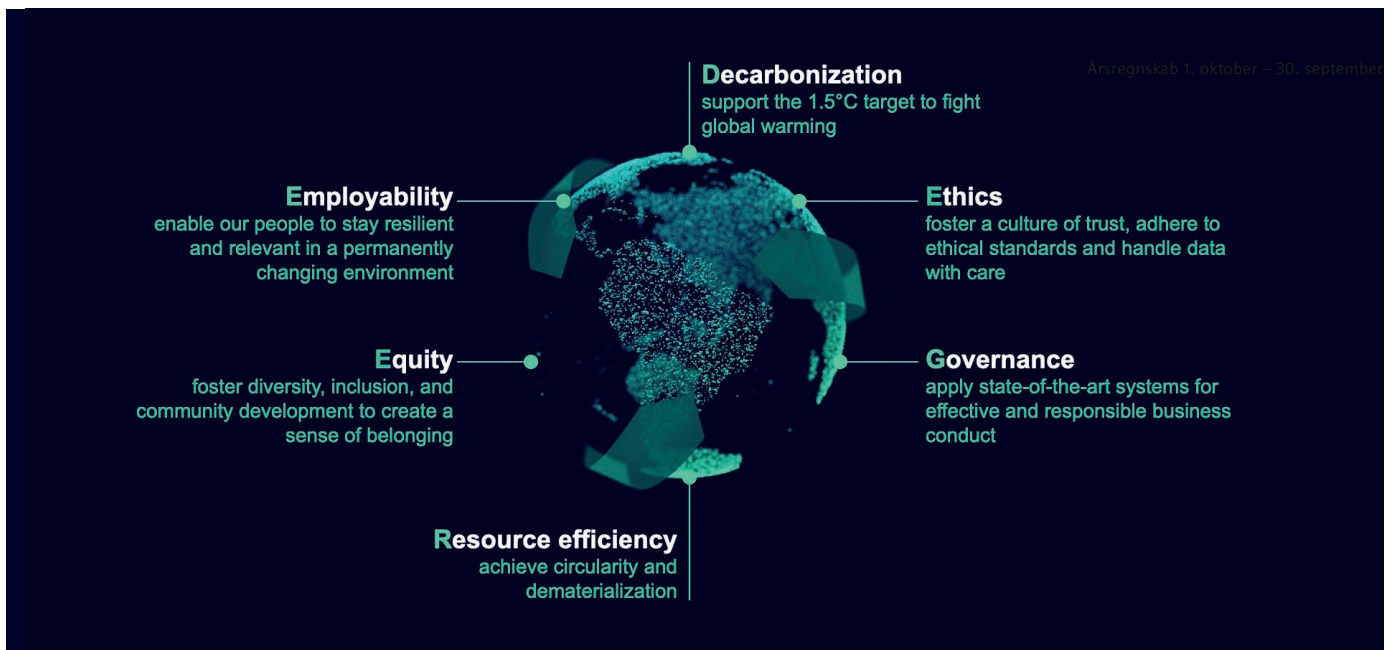 Årsregnskab 1. oktober – 30. september
Decarbonization
support the 1.5°C target to fight
global warming
Ethics
foster a culture of trust, adhere to
ethical standards and handle data
with care
Governance
apply state-of-the-art systems for
effective and responsible business
conduct
Resource efficiency
achieve circularity and
dematerialization
Equity
foster diversity, inclusion, and
community development to create a
sense of belonging
Employability
enable our people to stay resilient
and relevant in a permanently
changing environment